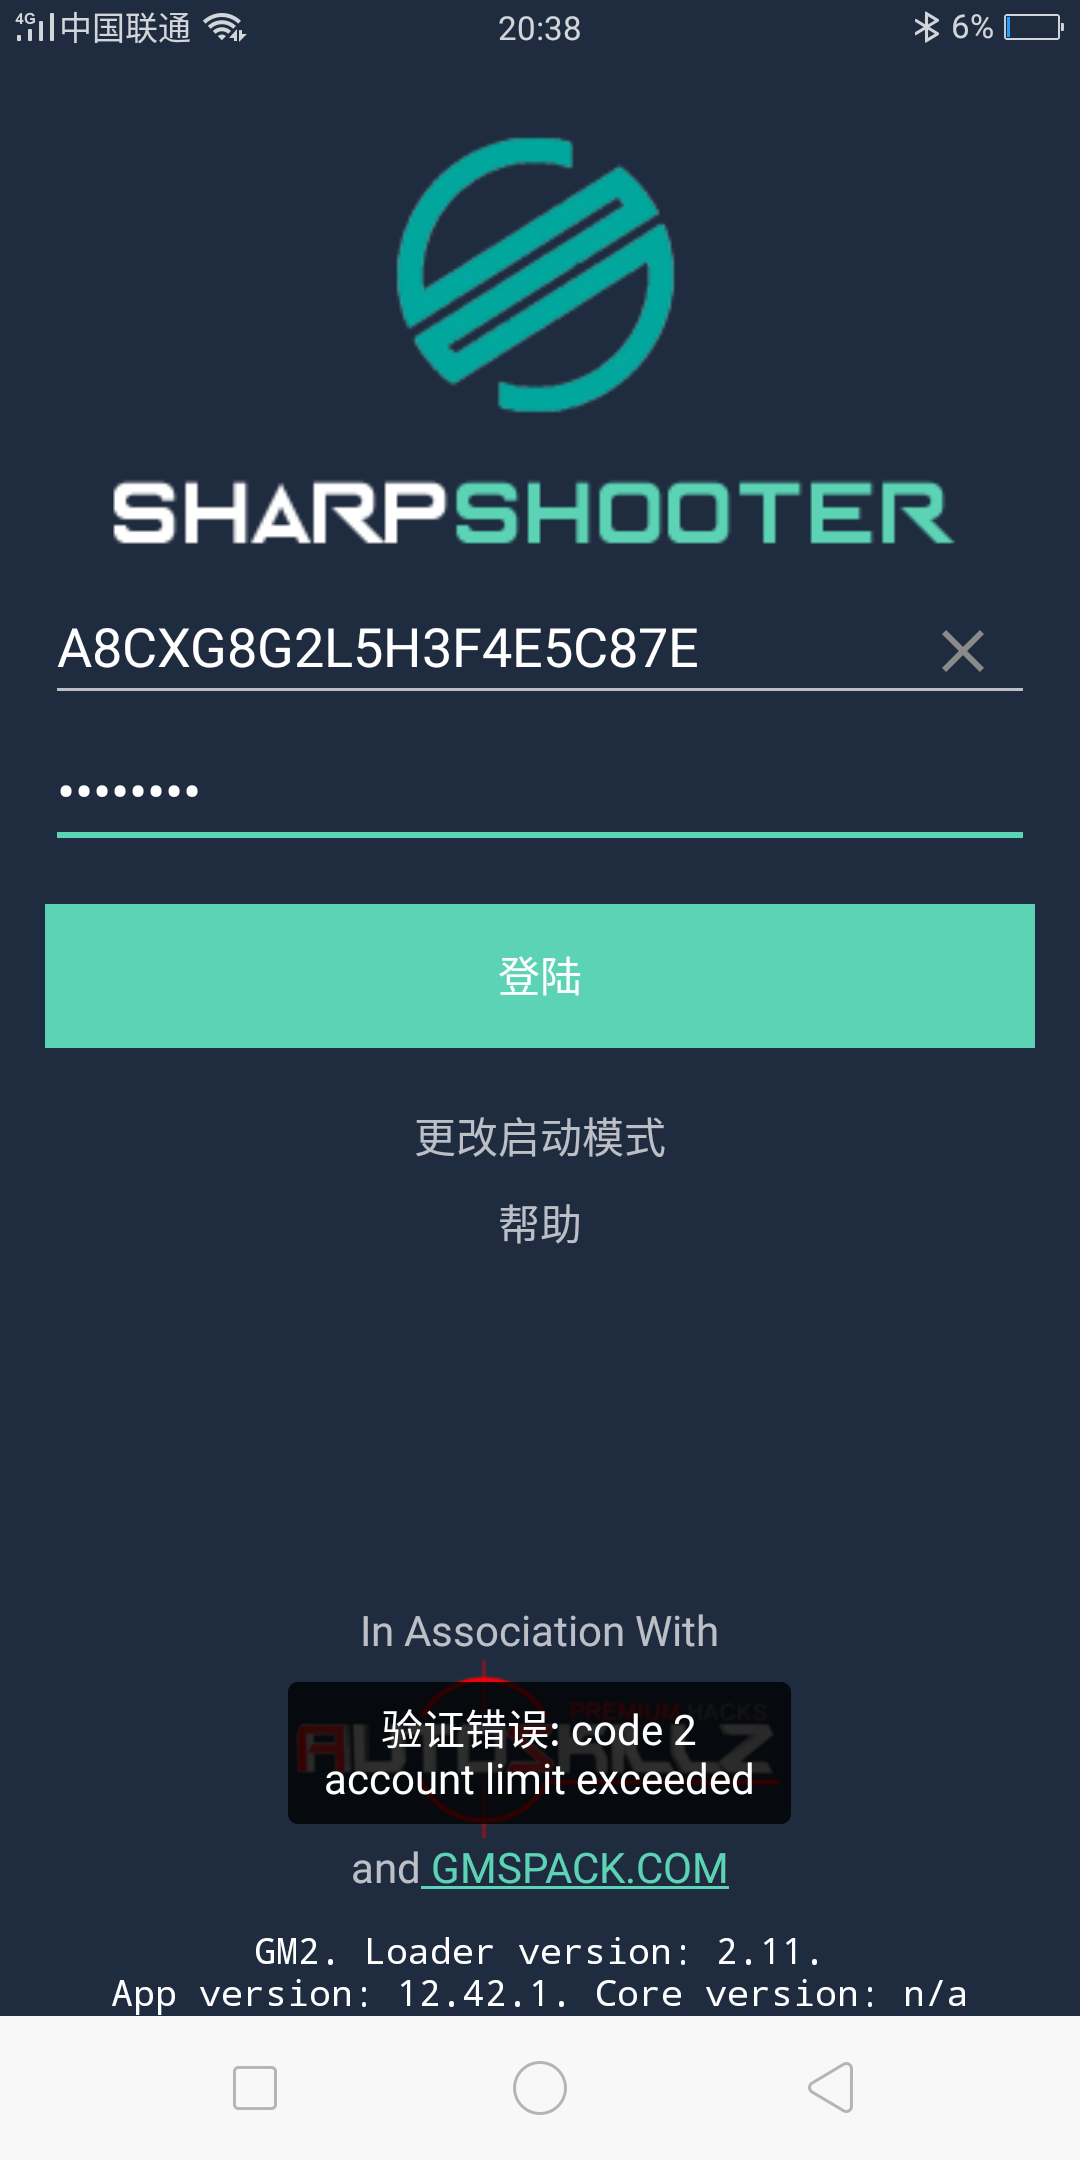 4G 中国联通 20:38 6%
SHARPSHOOTER
A8CXG8G2L5H3F4E5C87E
••••••••
登陆
更改启动模式
帮助
In Association With
PREMIUM HACKS
验证错误: code 2
account limit exceeded
and GMSPACK.COM
GM2. Loader version: 2.11.
App version: 12.42.1. Core version: n/a